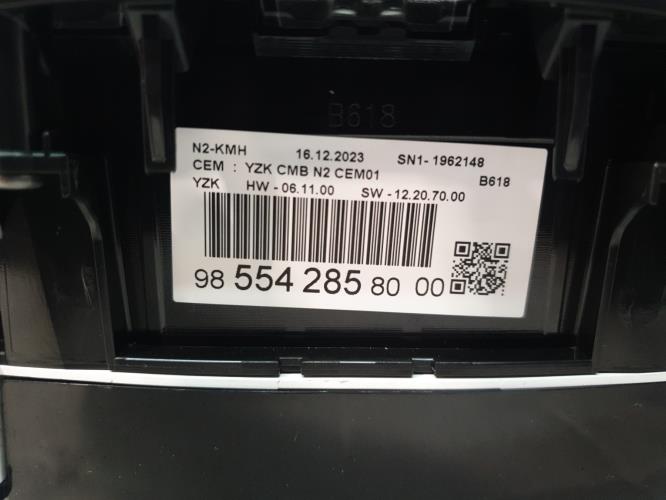 B618
N2-KMH 16.12.2023 SN1- 1962148
CEM : YZK CMB N2 CEM01 B618
YZK HW - 06.11.00 SW - 12.20.70.00
98 554 285 80 00